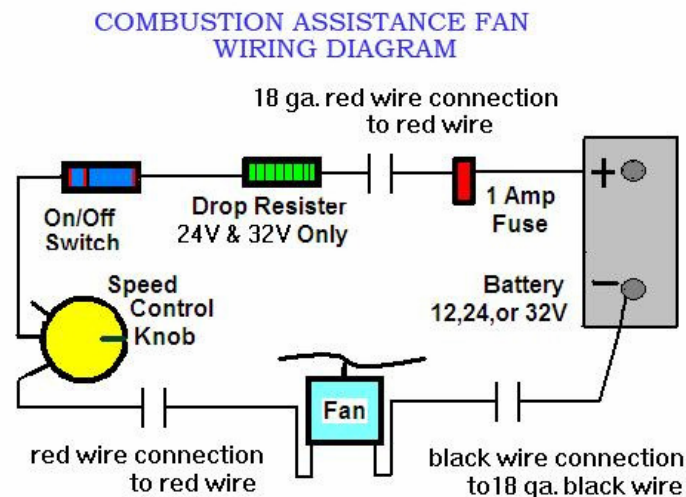 COMBUSTION ASSISTANCE FAN
WIRING DIAGRAM
18 ga. red wire connection
to red wire
+
On/Off
Switch
Drop Resister
24V & 32V Only
1 Amp
Fuse
Speed
Control
Knob
Battery
12,24,or 32V
−
Fan
red wire connection
to red wire
black wire connection
to18 ga. black wire